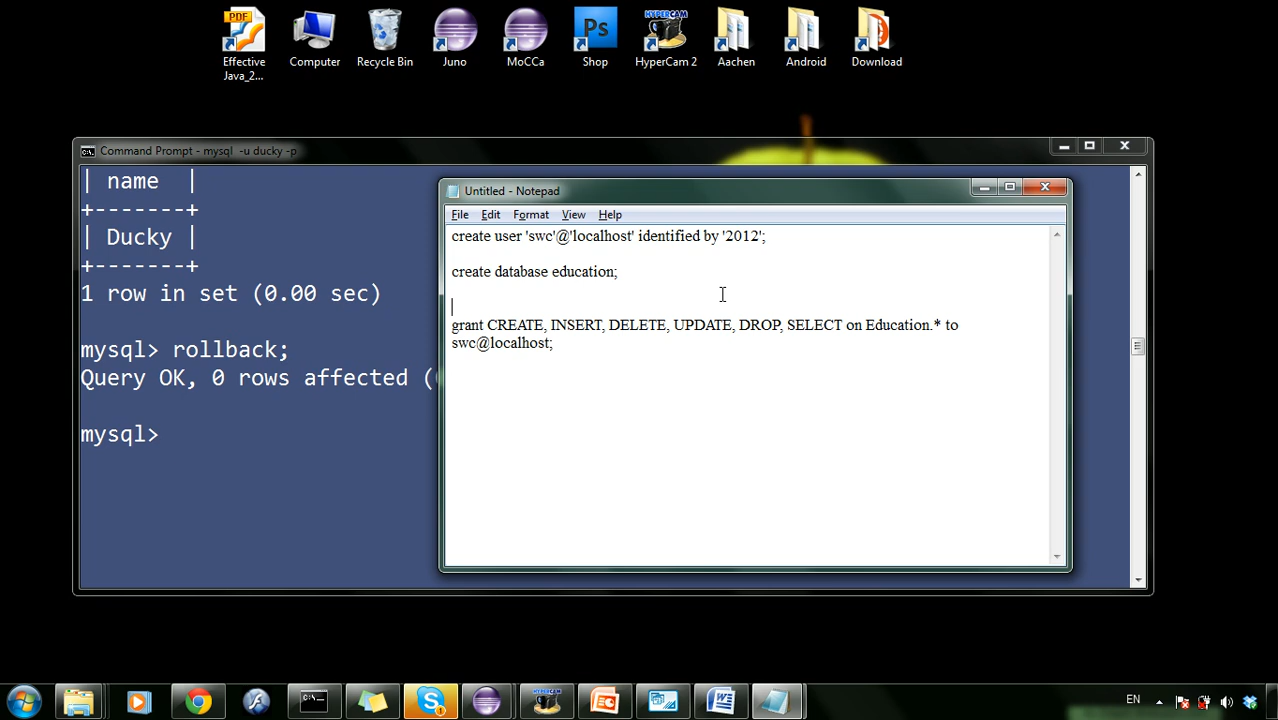 PDF
Effective
Java_2...
Computer
Recycle Bin
Juno
MoCCa
Ps
Shop
HYPERCAM
HyperCam 2
Aachen
Android
Download
Command Prompt - mysql -u ducky -p
| name |
+-------+
| Ducky |
+-------+
1 row in set (0.00 sec)
mysql> rollback;
Query OK, 0 rows affected (
mysql>
Untitled - Notepad
File Edit Format View Help
create user 'swc'@'localhost' identified by '2012';
create database education;
grant CREATE, INSERT, DELETE, UPDATE, DROP, SELECT on Education.* to
swc@localhost;
EN